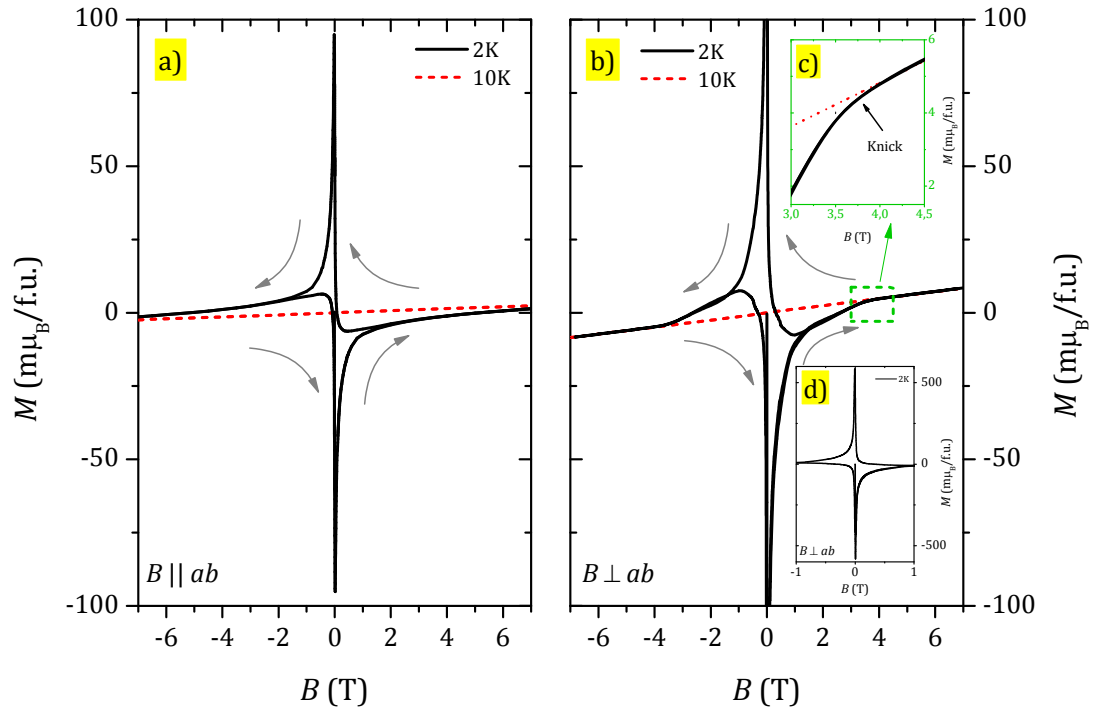 a)
2K
10K
100
50
0
-50
-100
-6 -4 -2 0 2 4 6
M (mμB/f.u.)
B (T)
B || ab
b)
2K
10K
100
50
0
-50
-100
-6 -4 -2 0 2 4 6
M (mμB/f.u.)
B (T)
B ⊥ ab
c)
Knick
6
4
2
3,0 3,5 4,0 4,5
M (mμB/f.u.)
B (T)
d)
2K
500
0
-500
-1 0 1
M (mμB/f.u.)
B (T)
B ⊥ ab